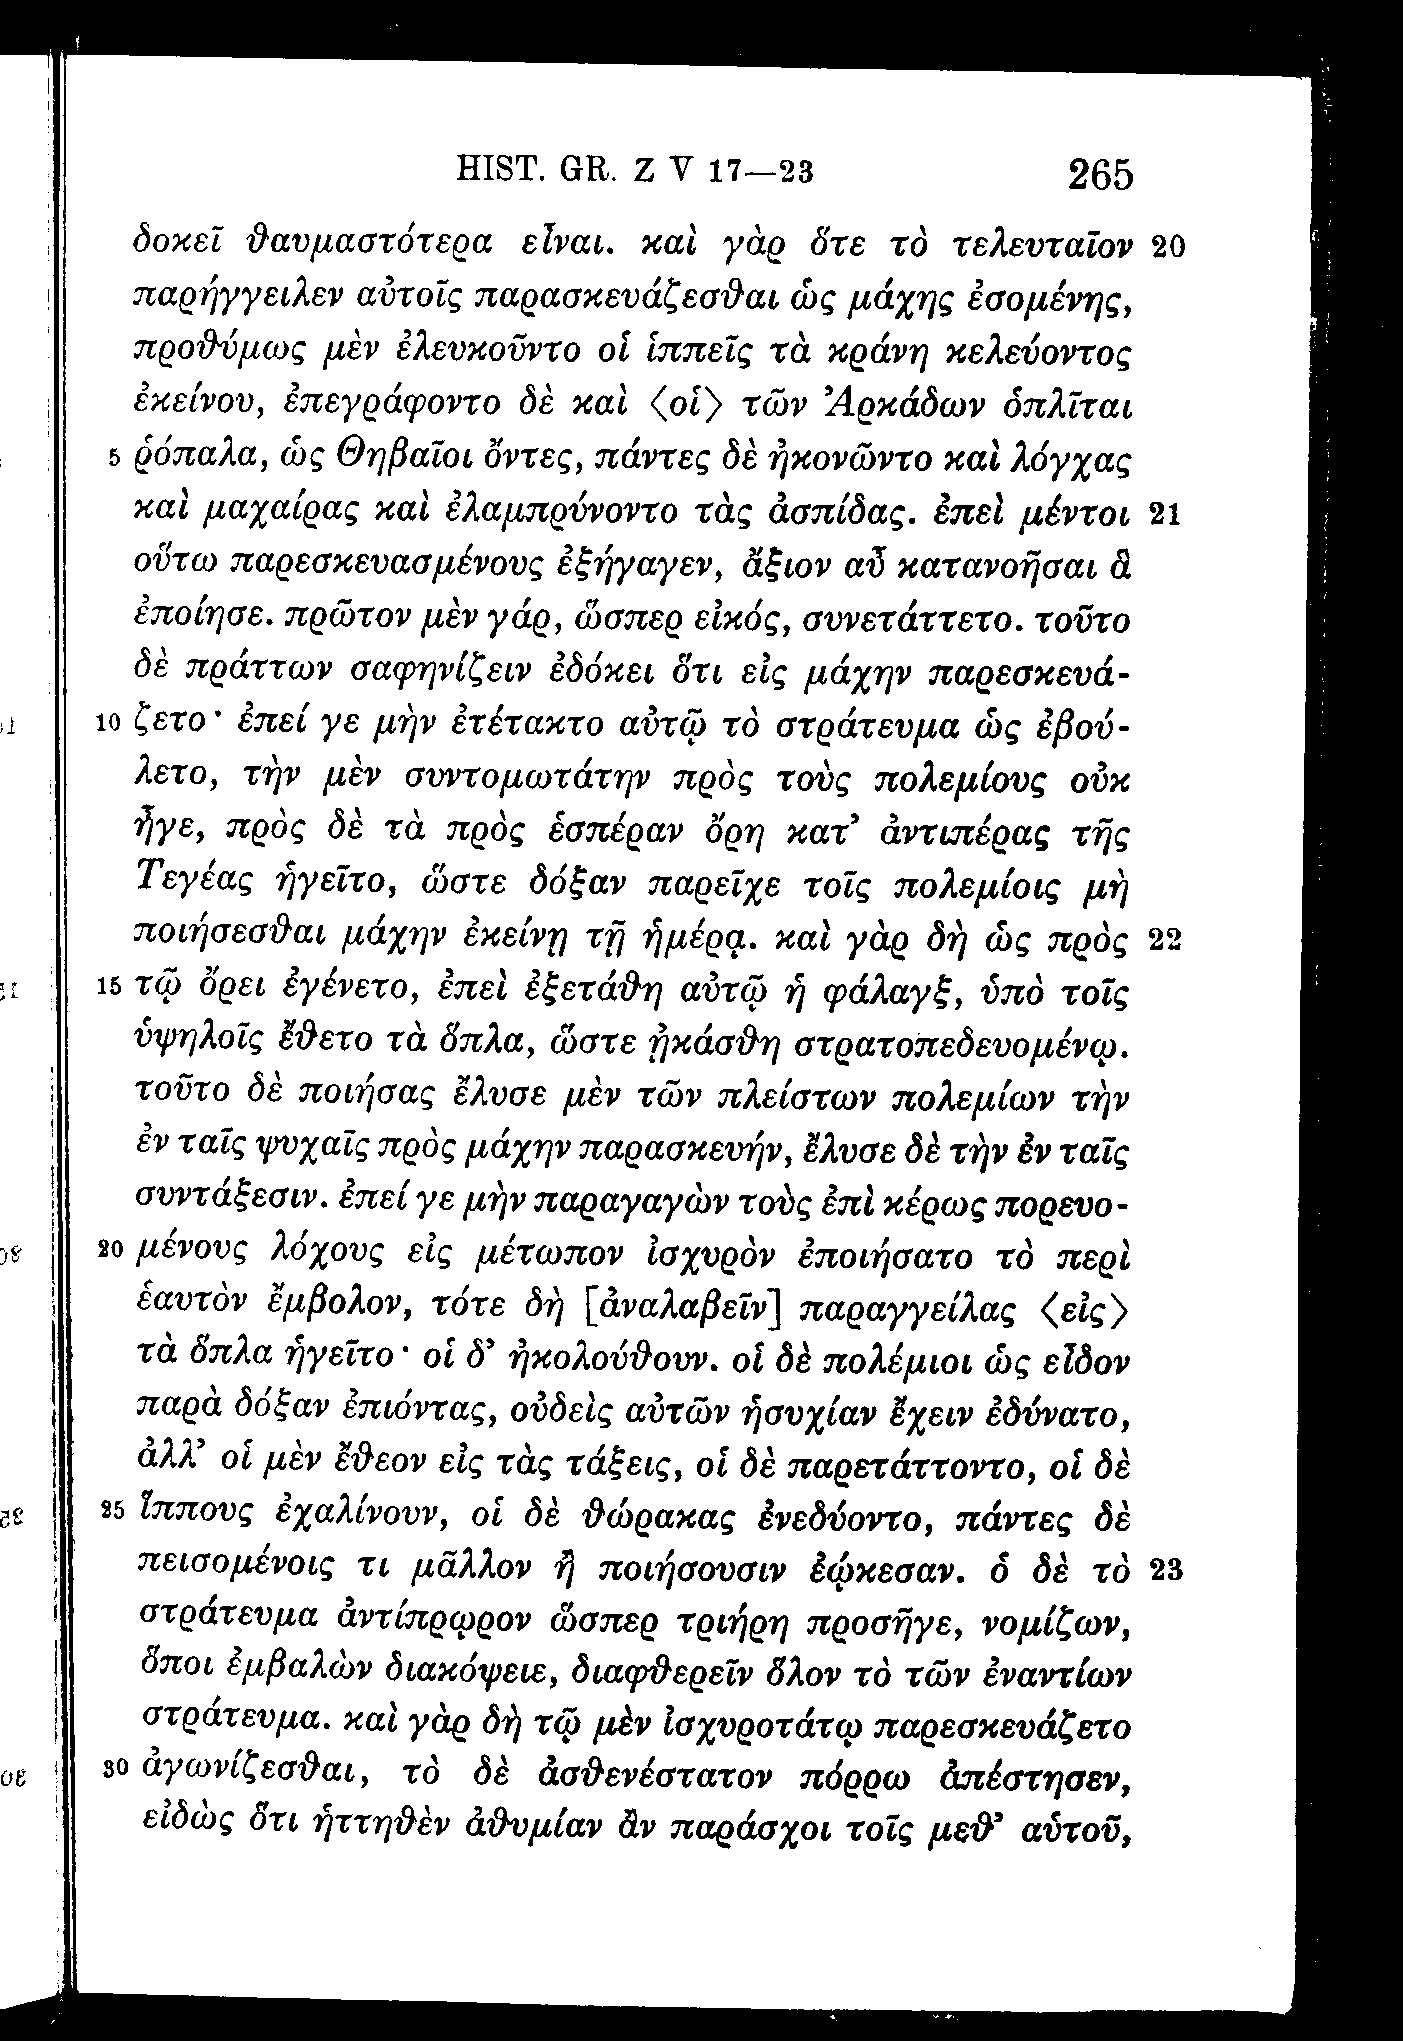 HIST. GR. Z V 17—23 265
δοκεῖ θαυμαστότερα εἶναι. καὶ γὰρ ὅτε τὸ τελευταῖον 20
παρήγγειλεν αὐτοῖς παρασκευάζεσθαι ὡς μάχης ἐσομένης,
προθύμως μὲν ἐλευκοῦντο οἱ ἱππεῖς τὰ κράνη κελεύοντος
ἐκείνου, ἐπεγράφοντο δὲ καὶ ⟨οἱ⟩ τῶν Ἀρκάδων ὁπλῖται
5 ῥόπαλα, ὡς Θηβαῖοι ὄντες, πάντες δὲ ἠκονῶντο καὶ λόγχας
καὶ μαχαίρας καὶ ἐλαμπρύνοντο τὰς ἀσπίδας. ἐπεὶ μέντοι 21
οὕτω παρεσκευασμένους ἐξήγαγεν, ἄξιον αὖ κατανοῆσαι ἃ
ἐποίησε. πρῶτον μὲν γάρ, ὥσπερ εἰκός, συνετάττετο. τοῦτο
δὲ πράττων σαφηνίζειν ἐδόκει ὅτι εἰς μάχην παρεσκευά-
10 ζετο· ἐπεί γε μὴν ἐτέτακτο αὐτῷ τὸ στράτευμα ὡς ἐβού-
λετο, τὴν μὲν συντομωτάτην πρὸς τοὺς πολεμίους οὐκ
ἦγε, πρὸς δὲ τὰ πρὸς ἑσπέραν ὄρη κατ’ ἀντιπέρας τῆς
Τεγέας ἡγεῖτο, ὥστε δόξαν παρεῖχε τοῖς πολεμίοις μὴ
ποιήσεσθαι μάχην ἐκείνῃ τῇ ἡμέρᾳ. καὶ γὰρ δὴ ὡς πρὸς 22
15 τῷ ὄρει ἐγένετο, ἐπεὶ ἐξετάθη αὐτῷ ἡ φάλαγξ, ὑπὸ τοῖς
ὑψηλοῖς ἔθετο τὰ ὅπλα, ὥστε ᾐκάσθη στρατοπεδευομένῳ.
τοῦτο δὲ ποιήσας ἔλυσε μὲν τῶν πλείστων πολεμίων τὴν
ἐν ταῖς ψυχαῖς πρὸς μάχην παρασκευήν, ἔλυσε δὲ τὴν ἐν ταῖς
συντάξεσιν. ἐπεί γε μὴν παραγαγὼν τοὺς ἐπὶ κέρως πορευο-
20 μένους λόχους εἰς μέτωπον ἰσχυρὸν ἐποιήσατο τὸ περὶ
ἑαυτὸν ἔμβολον, τότε δὴ [ἀναλαβεῖν] παραγγείλας ⟨εἰς⟩
τὰ ὅπλα ἡγεῖτο· οἱ δ’ ἠκολούθουν. οἱ δὲ πολέμιοι ὡς εἶδον
παρὰ δόξαν ἐπιόντας, οὐδεὶς αὐτῶν ἡσυχίαν ἔχειν ἐδύνατο,
ἀλλ’ οἱ μὲν ἔθεον εἰς τὰς τάξεις, οἱ δὲ παρετάττοντο, οἱ δὲ
25 ἵππους ἐχαλίνουν, οἱ δὲ θώρακας ἐνεδύοντο, πάντες δὲ
πεισομένοις τι μᾶλλον ἢ ποιήσουσιν ἐῴκεσαν. ὁ δὲ τὸ 23
στράτευμα ἀντίπρῳρον ὥσπερ τριήρη προσῆγε, νομίζων,
ὅποι ἐμβαλὼν διακόψειε, διαφθερεῖν ὅλον τὸ τῶν ἐναντίων
στράτευμα. καὶ γὰρ δὴ τῷ μὲν ἰσχυροτάτῳ παρεσκευάζετο
30 ἀγωνίζεσθαι, τὸ δὲ ἀσθενέστατον πόρρω ἀπέστησεν,
εἰδὼς ὅτι ἡττηθὲν ἀθυμίαν ἂν παράσχοι τοῖς μεθ’ αὑτοῦ,